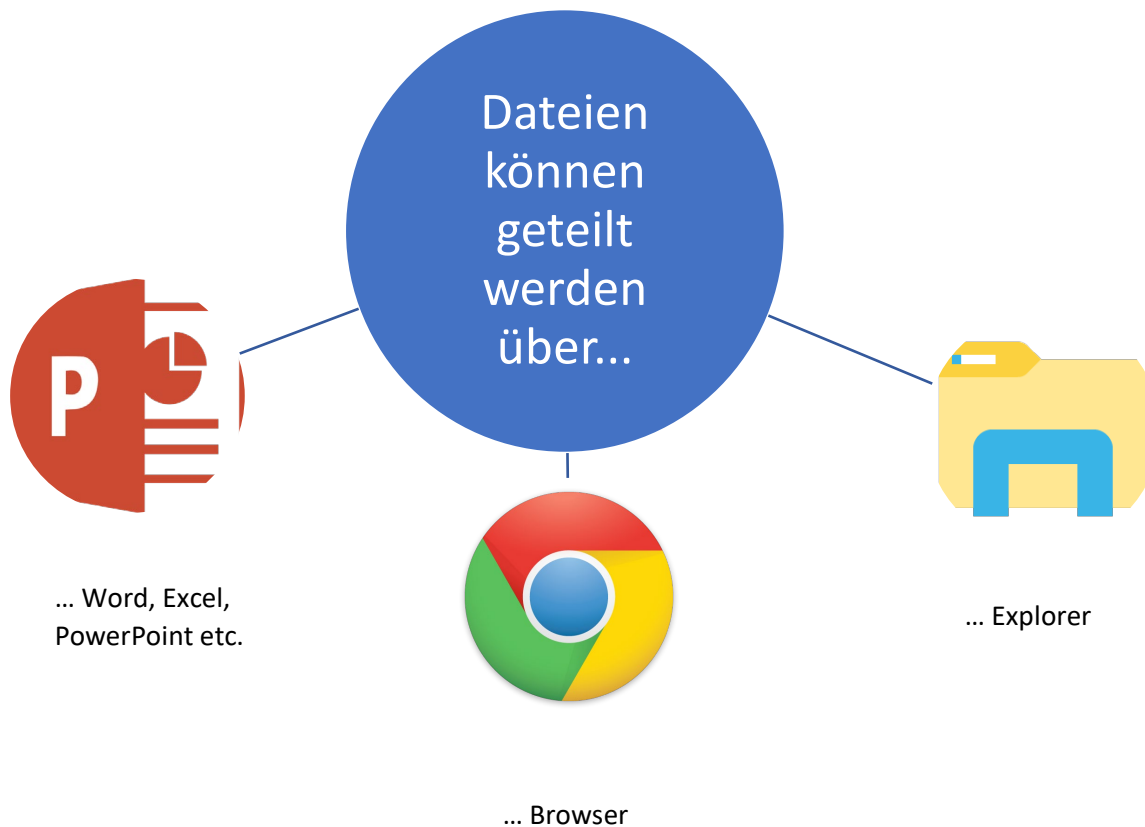 Dateien
können
geteilt
werden
über...
P
... Word, Excel,
PowerPoint etc.
... Explorer
... Browser